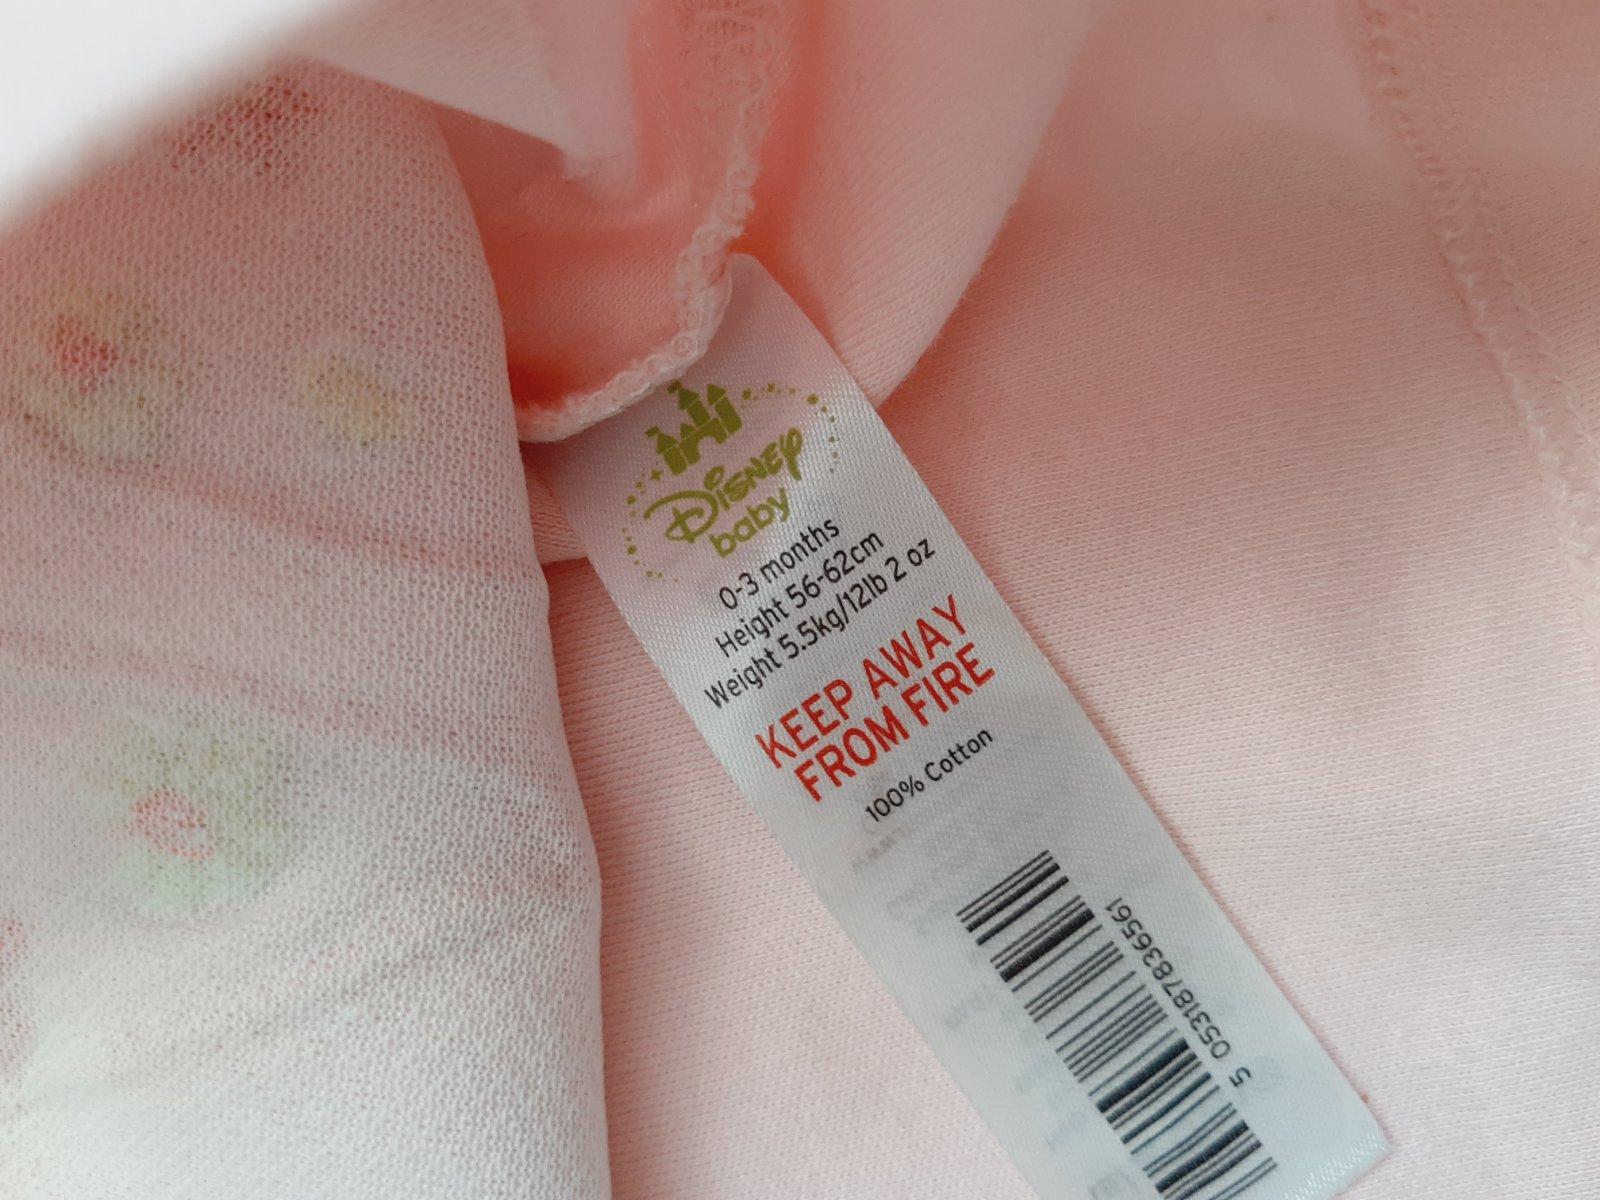 Disney
baby
0-3 months
Height 56-62cm
Weight 5.5kg/12lb 2 oz
KEEP AWAY
FROM FIRE
100% Cotton
5 053187836561